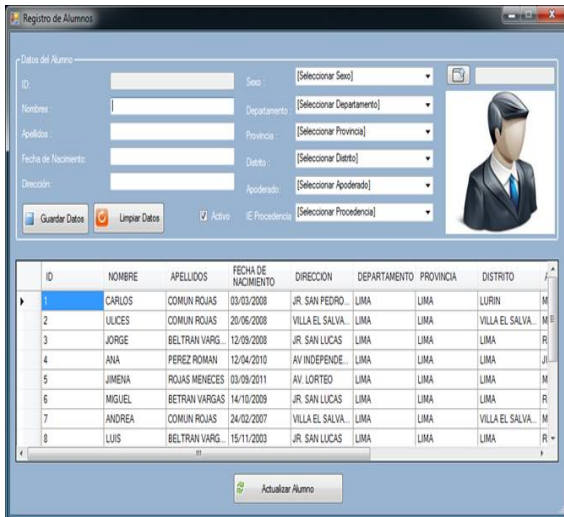 Registro de Alumnos
Datos del Alumno
ID:
Nombres :
Apellidos :
Fecha de Nacimiento:
Dirección:
Sexo : [Seleccionar Sexo]
Departamento : [Seleccionar Departamento]
Provincia : [Seleccionar Provincia]
Distrito : [Seleccionar Distrito]
Apoderado: [Seleccionar Apoderado]
IE Procedencia [Seleccionar Procedencia]
Guardar Datos Limpiar Datos Activo
ID NOMBRE APELLIDOS FECHA DE NACIMIENTO DIRECCION DEPARTAMENTO PROVINCIA DISTRITO
1 CARLOS COMUN ROJAS 03/03/2008 JR. SAN PEDRO... LIMA LIMA LURIN M
2 ULICES COMUN ROJAS 20/06/2008 VILLA EL SALVA... LIMA LIMA VILLA EL SALVA... M
3 JORGE BELTRAN VARG... 12/09/2008 JR. SAN LUCAS LIMA LIMA LIMA R
4 ANA PEREZ ROMAN 12/04/2010 AV INDEPENDE... LIMA LIMA LIMA JI
5 JIMENA ROJAS MENECES 03/09/2011 AV. LORTEO LIMA LIMA LIMA M
6 MIGUEL BETRAN VARGAS 14/10/2009 JR. SAN LUCAS LIMA LIMA LIMA R
7 ANDREA COMUN ROJAS 24/02/2007 VILLA EL SALVA... LIMA LIMA VILLA EL SALVA... M
8 LUIS BELTRAN VARG... 15/11/2003 JR. SAN LUCAS LIMA LIMA LIMA R
Actualizar Alumno